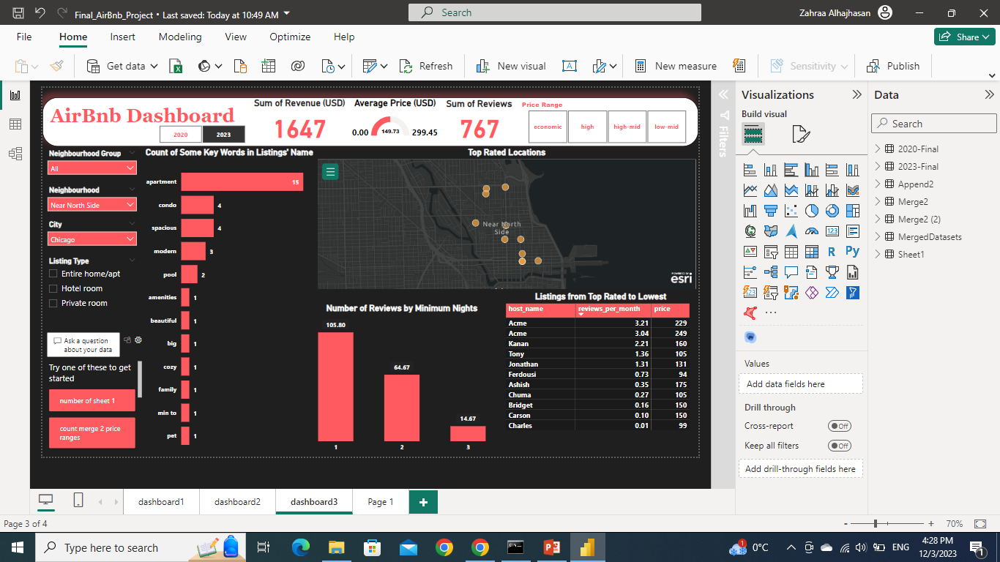 Final_AirBnb_Project • Last saved: Today at 10:49 AM
Search
Zahraa Alhajhasan
File
Home
Insert
Modeling
View
Optimize
Help
Share
Get data
Refresh
New visual
New measure
Sensitivity
Publish
AirBnb Dashboard
2020
2023
Sum of Revenue (USD)
1647
Average Price (USD)
0.00
149.73
299.45
Sum of Reviews
767
Price Range
economic
high
high-mid
low-mid
Neighbourhood Group
All
Neighbourhood
Near North Side
City
Chicago
Listing Type
Entire home/apt
Hotel room
Private room
Ask a question
about your data
Try one of these to get
started
number of sheet 1
count merge 2 price
ranges
Count of Some Key Words in Listings' Name
apartment 15
condo 4
spacious 4
modern 3
pool 2
amenities 1
beautiful 1
big 1
cozy 1
family 1
min to 1
pet 1
Top Rated Locations
Near North
Side
POWERED BY
esri
Number of Reviews by Minimum Nights
105.80
64.67
14.67
1
2
3
Listings from Top Rated to Lowest
host_name reviews_per_month price
Acme 3.21 229
Acme 3.04 249
Kanan 2.21 160
Tony 1.36 105
Jonathan 1.31 131
Ferdousi 0.73 94
Ashish 0.35 175
Chuma 0.27 105
Bridget 0.16 150
Carson 0.10 150
Charles 0.01 99
Filters
Visualizations
Build visual
123
R
Py
123
...
Values
Add data fields here
Drill through
Cross-report
Off
Keep all filters
Off
Add drill-through fields here
Data
Search
2020-Final
2023-Final
Append2
Merge2
Merge2 (2)
MergedDatasets
Sheet1
dashboard1
dashboard2
dashboard3
Page 1
+
Page 3 of 4
- + 70%
Type here to search
1
0°C
ENG
4:28 PM
12/3/2023
1